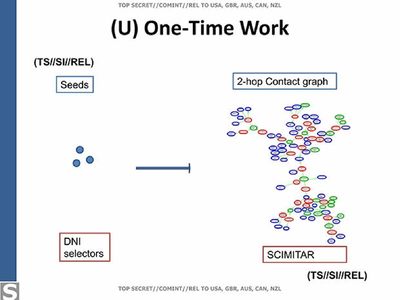 TOP SECRET//COMINT//REL TO USA, GBR, AUS, CAN, NZL
(U) One-Time Work
(TS//SI//REL)
Seeds
2-hop Contact graph
DNI
selectors
SCIMITAR
(TS//SI//REL)
TOP SECRET//COMINT//REL TO USA, GBR, AUS, CAN, NZL
S